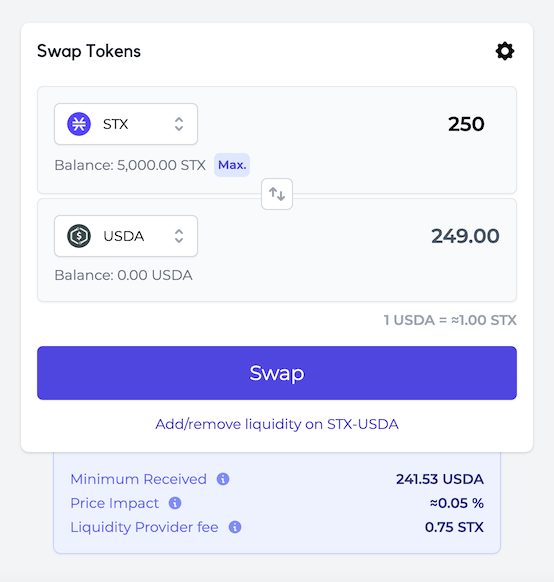 Swap Tokens
STX 250
Balance: 5,000.00 STX Max.
USDA 249.00
Balance: 0.00 USDA
1 USDA = ≈1.00 STX
Swap
Add/remove liquidity on STX-USDA
Minimum Received 241.53 USDA
Price Impact ≈0.05 %
Liquidity Provider fee 0.75 STX